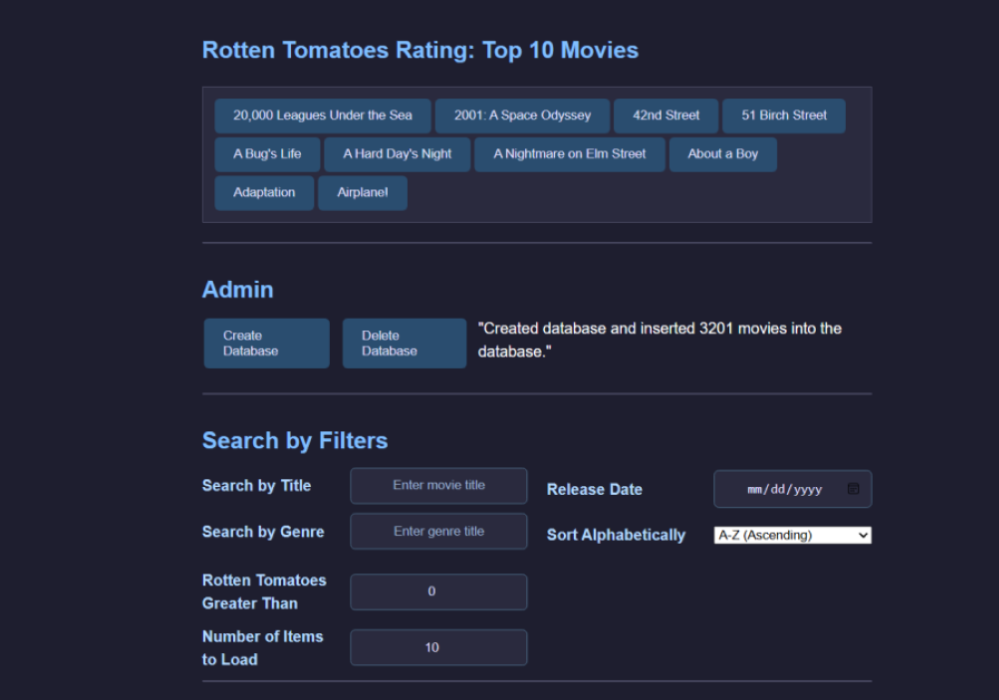 Rotten Tomatoes Rating: Top 10 Movies
20,000 Leagues Under the Sea
2001: A Space Odyssey
42nd Street
51 Birch Street
A Bug's Life
A Hard Day's Night
A Nightmare on Elm Street
About a Boy
Adaptation
Airplane!
Admin
Create
Database
Delete
Database
"Created database and inserted 3201 movies into the
database."
Search by Filters
Search by Title
Enter movie title
Release Date
mm/dd/yyyy
Search by Genre
Enter genre title
Sort Alphabetically
A-Z (Ascending)
Rotten Tomatoes
Greater Than
0
Number of Items
to Load
10